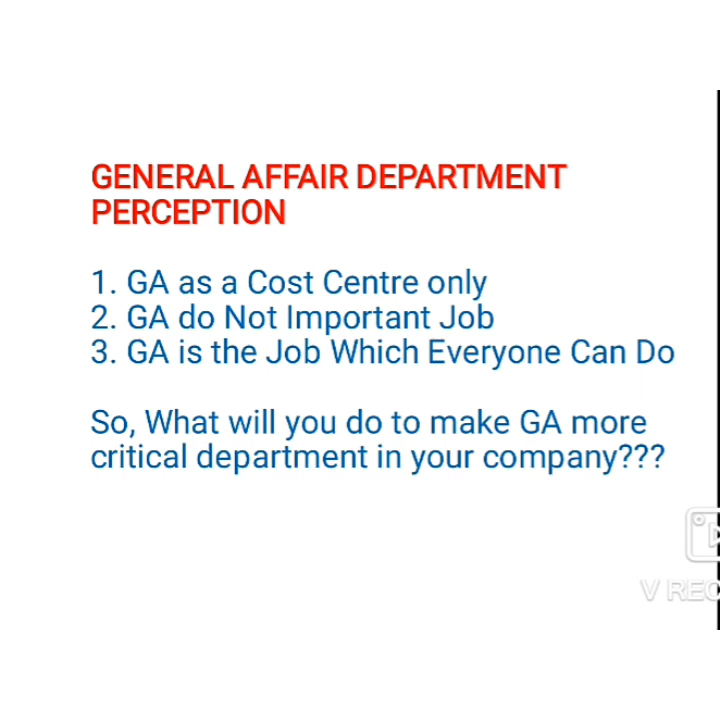 GENERAL AFFAIR DEPARTMENT
PERCEPTION
1. GA as a Cost Centre only
2. GA do Not Important Job
3. GA is the Job Which Everyone Can Do
So, What will you do to make GA more
critical department in your company???
V REC